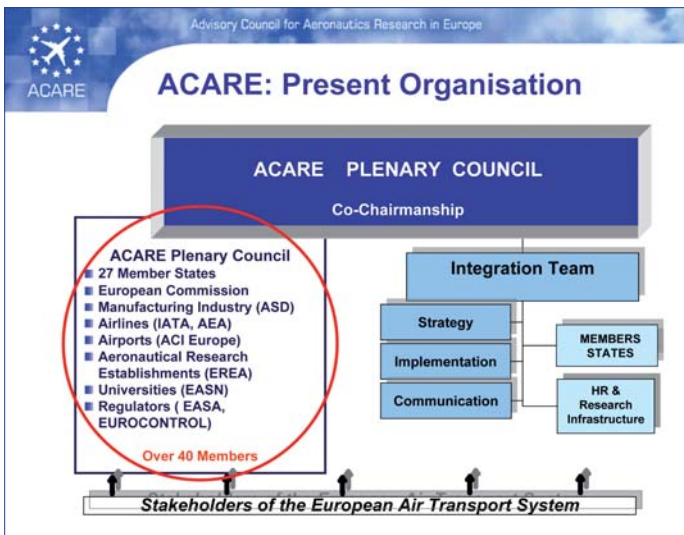 Advisory Council for Aeronautics Research in Europe
ACARE
ACARE: Present Organisation
ACARE PLENARY COUNCIL
Co-Chairmanship
ACARE Plenary Council
27 Member States
European Commission
Manufacturing Industry (ASD)
Airlines (IATA, AEA)
Airports (ACI Europe)
Aeronautical Research
Establishments (EREA)
Universities (EASN)
Regulators ( EASA,
EUROCONTROL)
Over 40 Members
Integration Team
Strategy
Implementation
Communication
MEMBERS
STATES
HR &
Research
Infrastructure
Stakeholders of the European Air Transport System